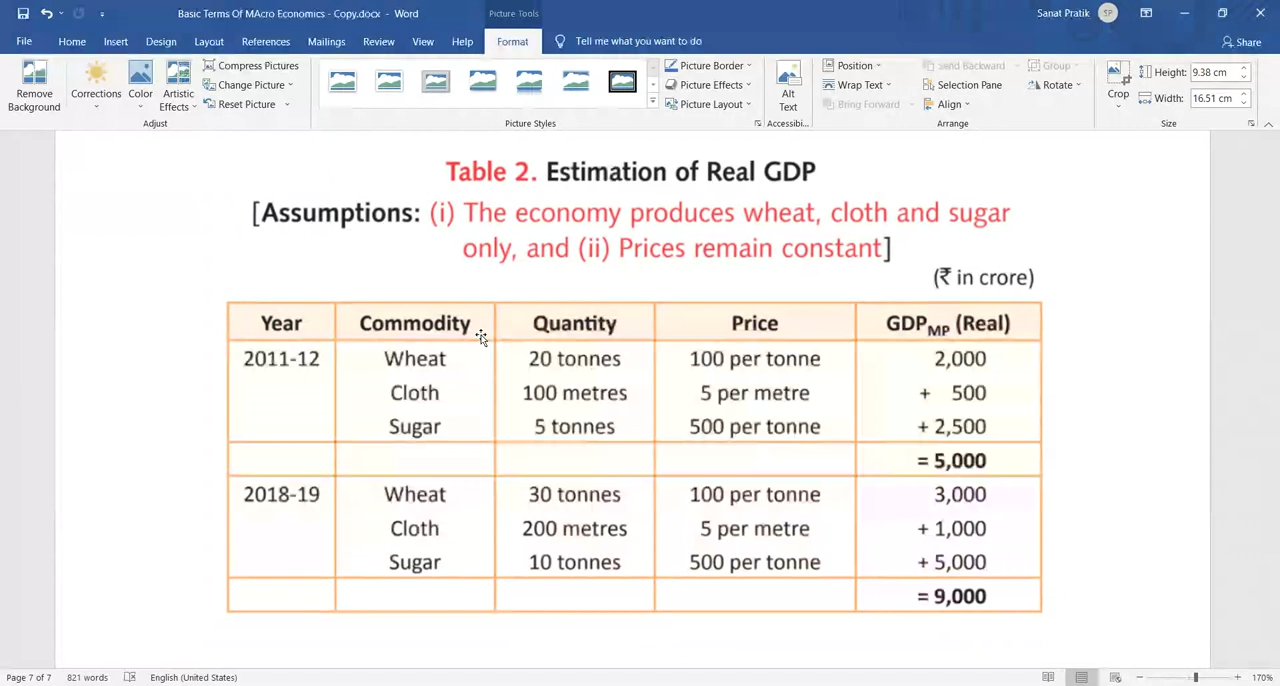 Basic Terms Of MAcro Economics - Copy.docx - Word
Picture Tools
Sanat Pratik
SP
File Home Insert Design Layout References Mailings Review View Help Format Tell me what you want to do Share
Remove Background
Corrections
Color
Artistic Effects
Compress Pictures
Change Picture
Reset Picture
Adjust
Picture Styles
Picture Border
Picture Effects
Picture Layout
Alt Text
Accessibi...
Position
Wrap Text
Bring Forward
Send Backward
Selection Pane
Align
Group
Rotate
Arrange
Crop
Height: 9.38 cm
Width: 16.51 cm
Size
Table 2. Estimation of Real GDP
[Assumptions: (i) The economy produces wheat, cloth and sugar
only, and (ii) Prices remain constant]
(₹ in crore)
Year Commodity Quantity Price GDPMP (Real)
2011-12 Wheat 20 tonnes 100 per tonne 2,000
Cloth 100 metres 5 per metre + 500
Sugar 5 tonnes 500 per tonne + 2,500
= 5,000
2018-19 Wheat 30 tonnes 100 per tonne 3,000
Cloth 200 metres 5 per metre + 1,000
Sugar 10 tonnes 500 per tonne + 5,000
= 9,000
Page 7 of 7 821 words English (United States) 170%